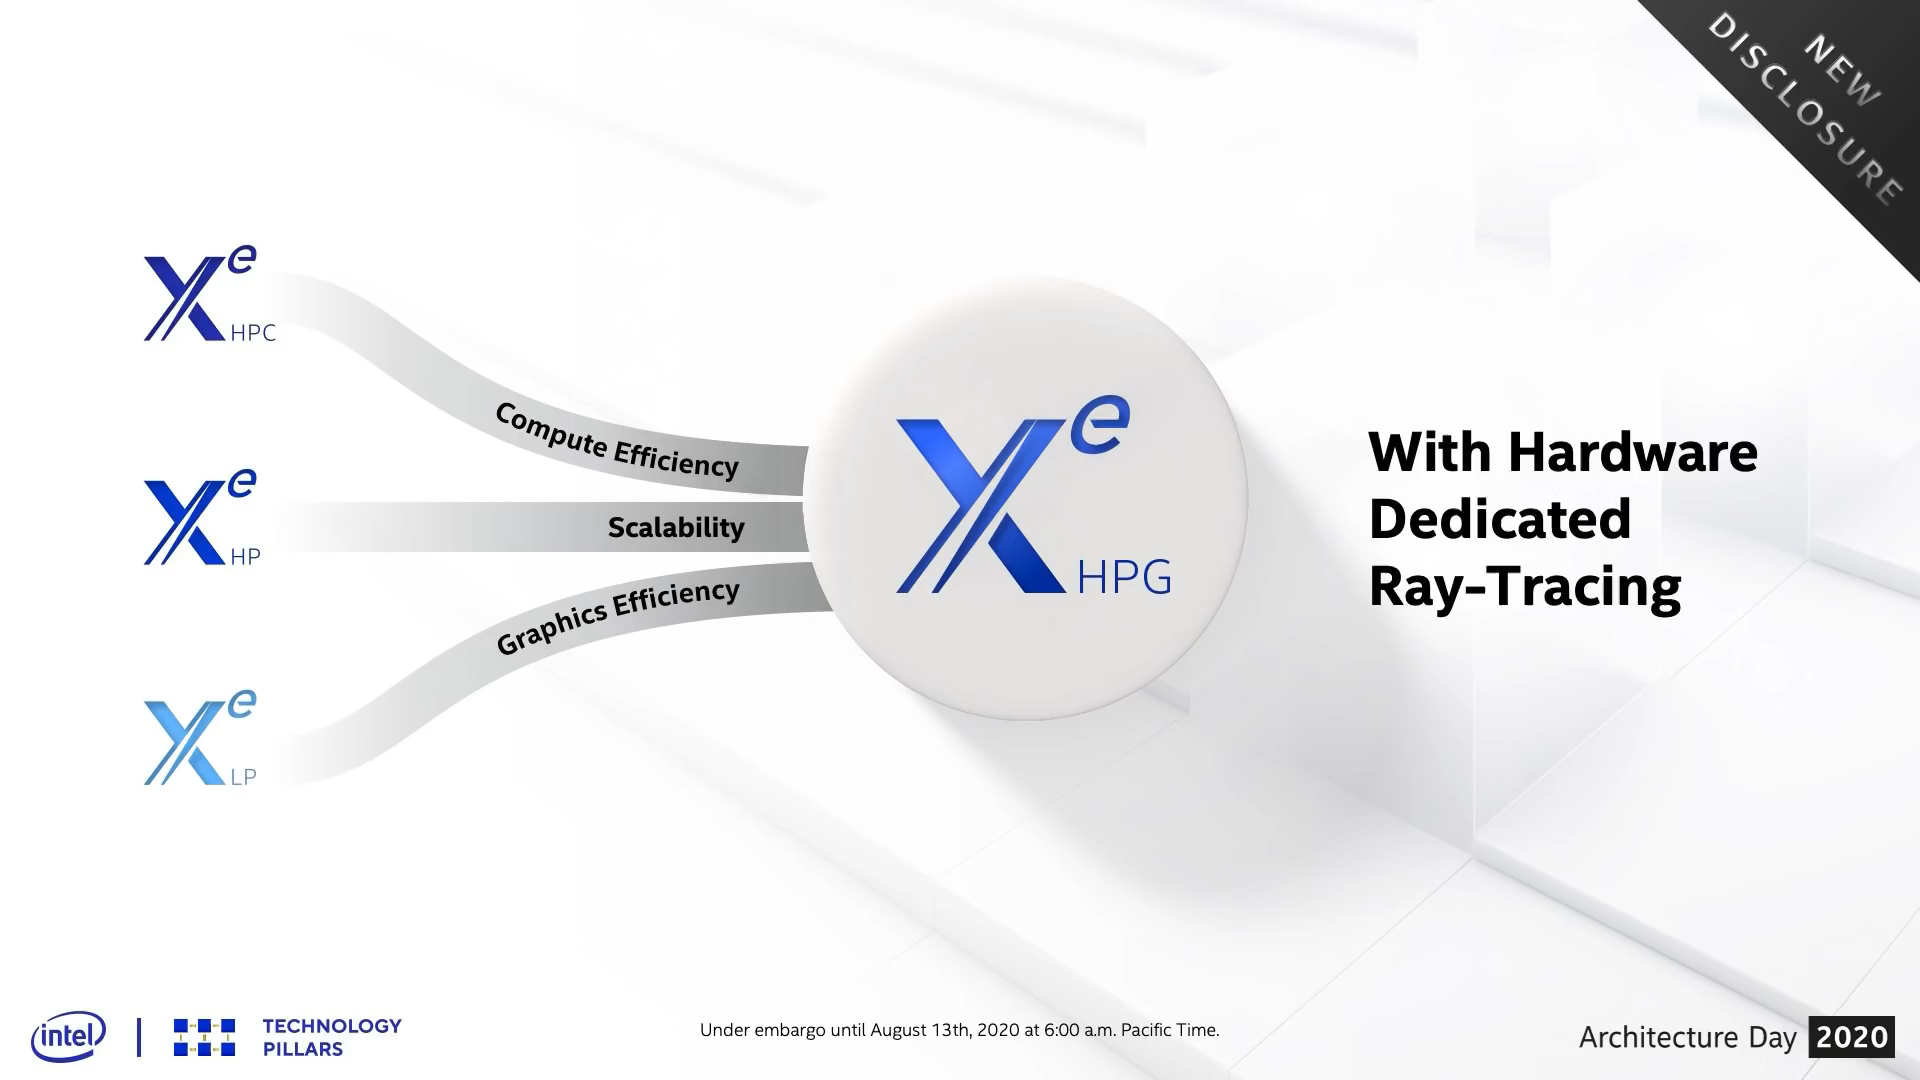 NEW
DISCLOSURE
Xe HPC
Compute Efficiency
Xe HP
Scalability
Xe LP
Graphics Efficiency
Xe HPG
With Hardware
Dedicated
Ray-Tracing
intel
TECHNOLOGY
PILLARS
Under embargo until August 13th, 2020 at 6:00 a.m. Pacific Time.
Architecture Day 2020